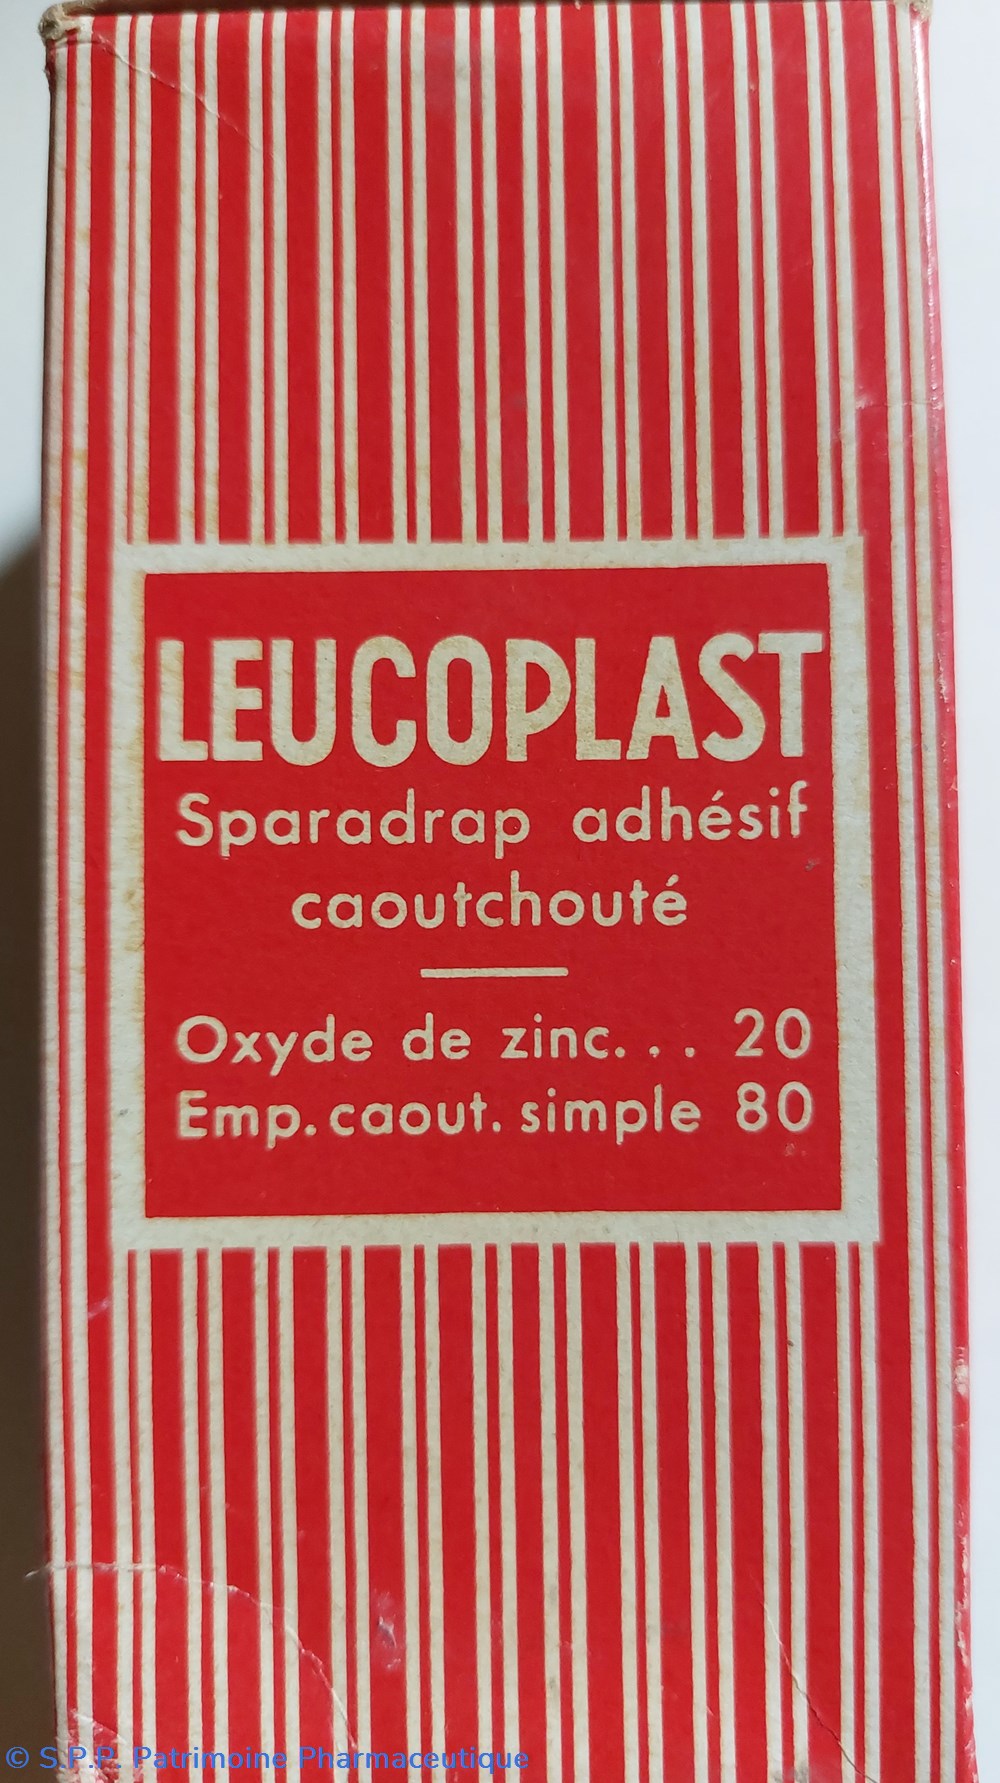 LEUCOPLAST
Sparadrap adhésif
caoutchouté
Oxyde de zinc... 20
Emp. caout. simple 80
© S.P.P. Patrimoine Pharmaceutique